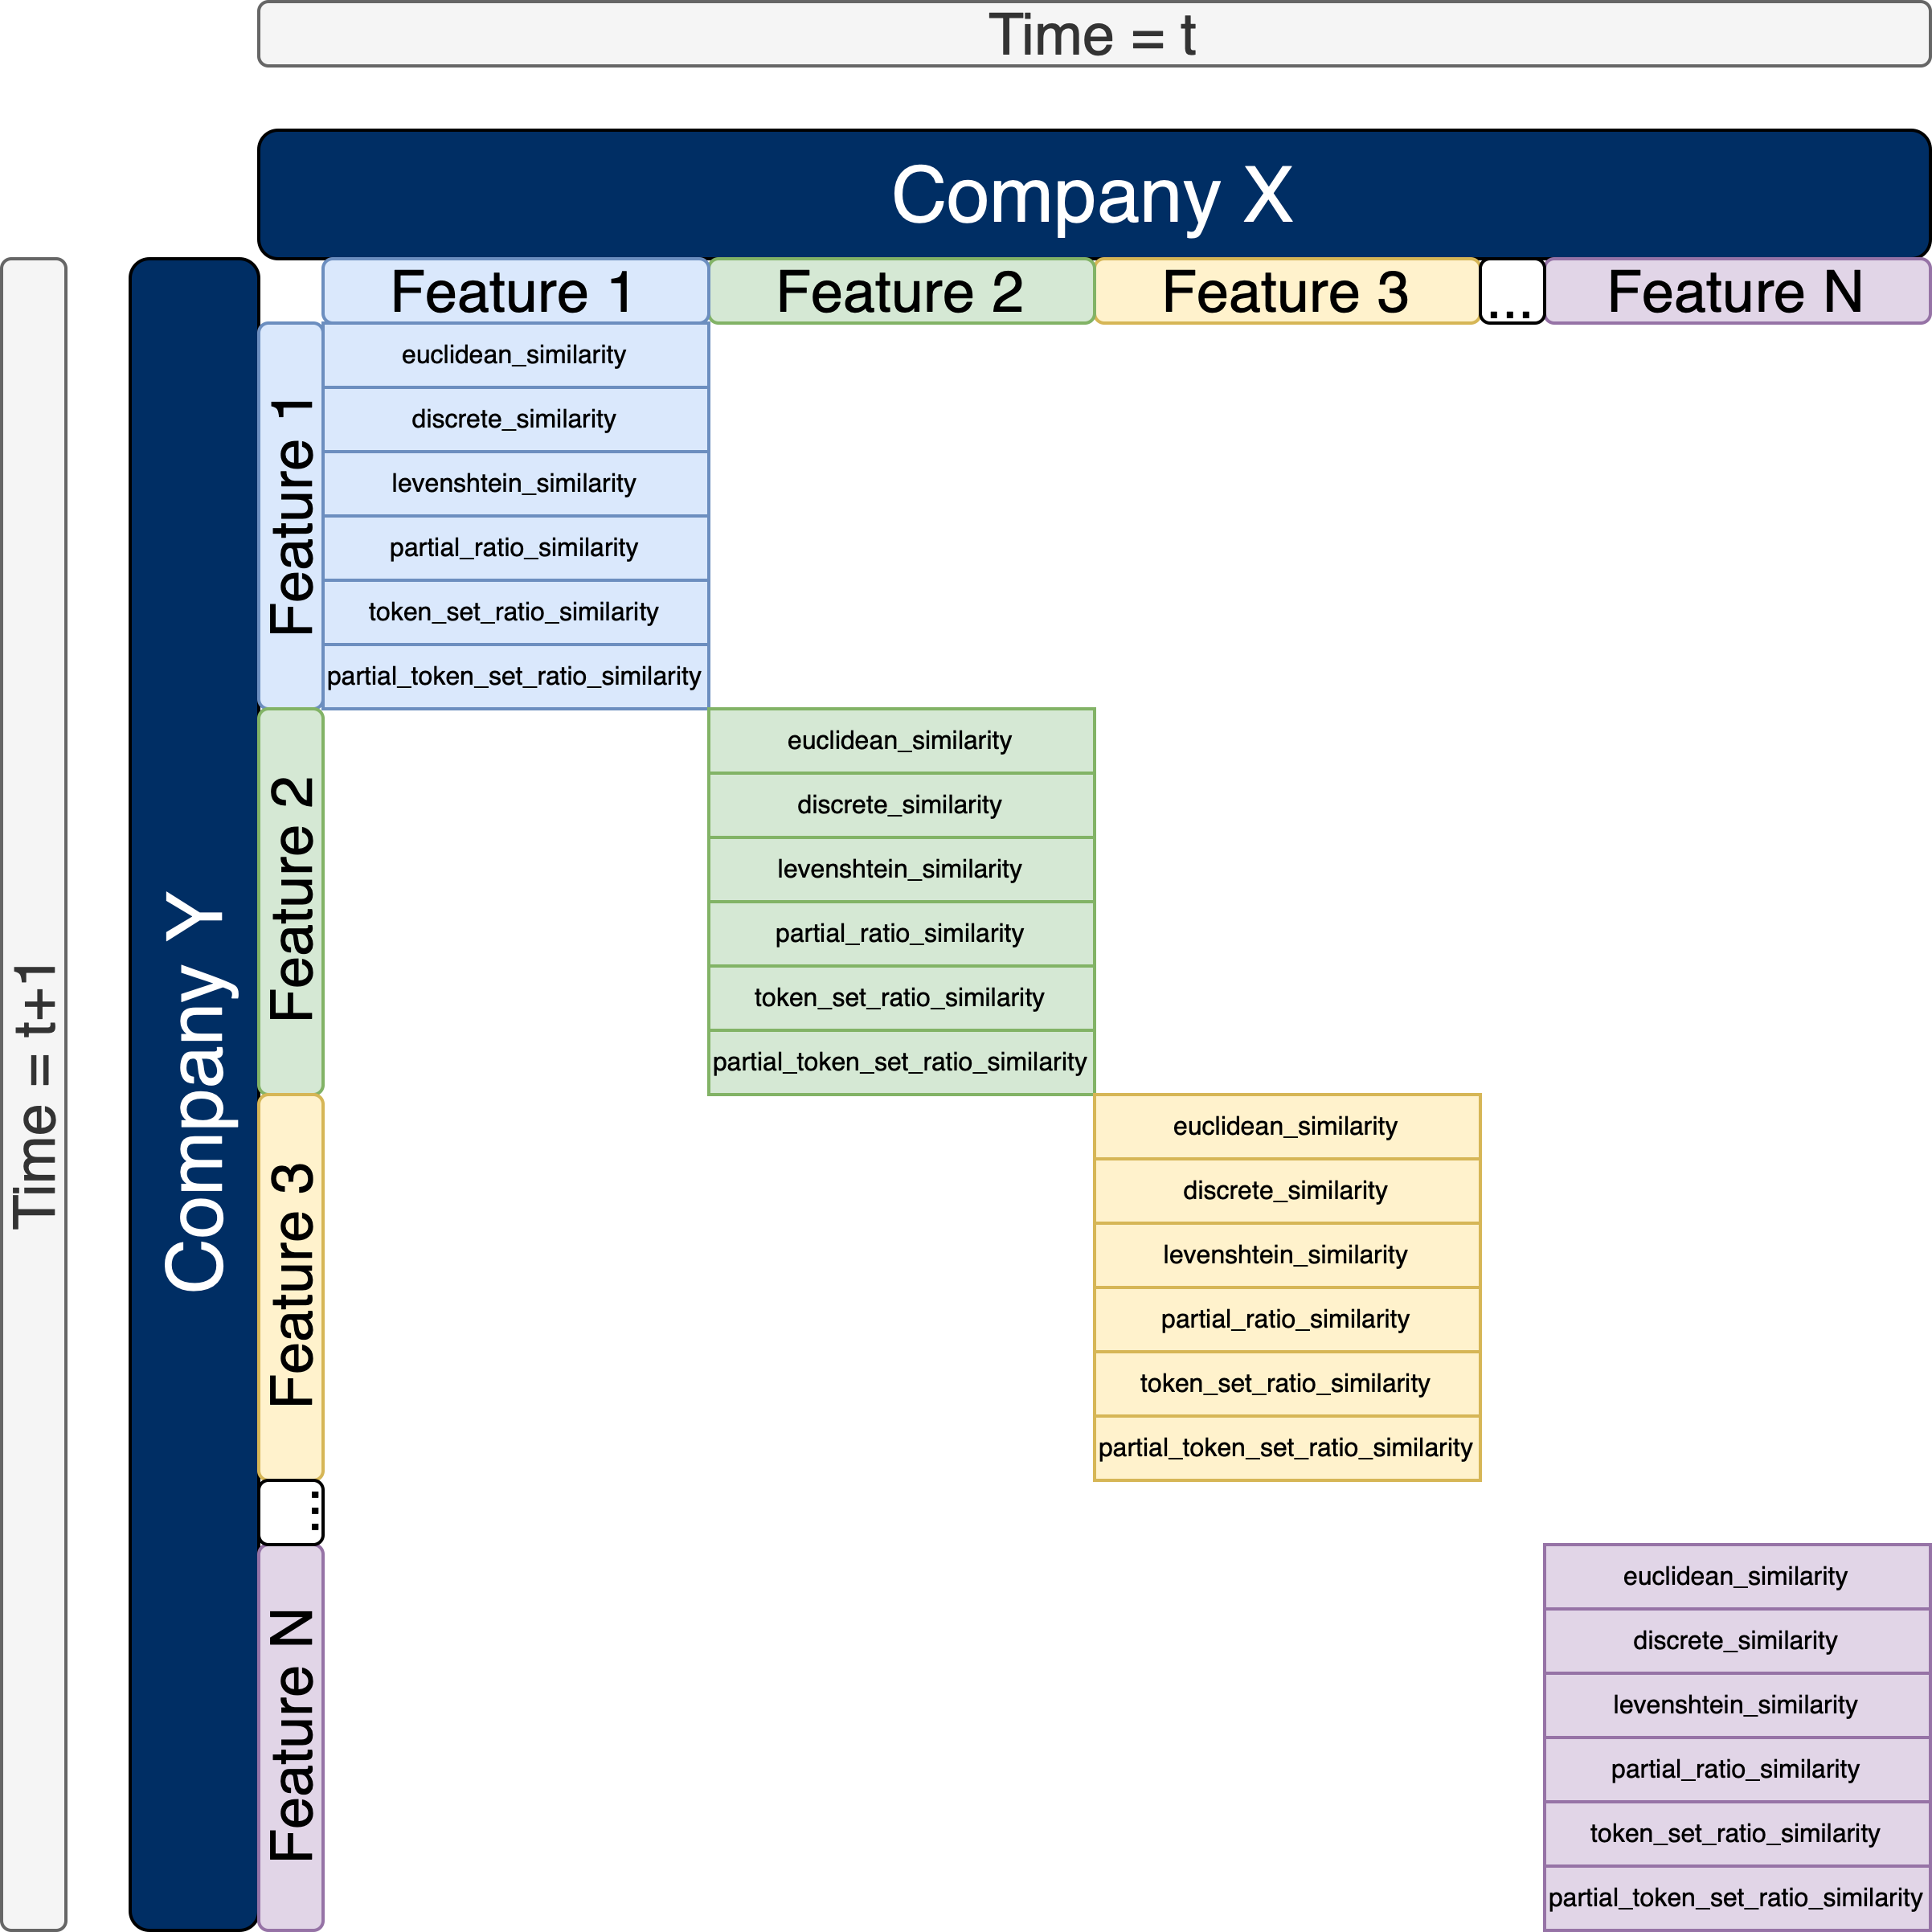 Time = t
Company X
Feature 1
Feature 2
Feature 3
...
Feature N
Time = t+1
Company Y
Feature 1
euclidean_similarity
discrete_similarity
levenshtein_similarity
partial_ratio_similarity
token_set_ratio_similarity
partial_token_set_ratio_similarity
Feature 2
euclidean_similarity
discrete_similarity
levenshtein_similarity
partial_ratio_similarity
token_set_ratio_similarity
partial_token_set_ratio_similarity
Feature 3
euclidean_similarity
discrete_similarity
levenshtein_similarity
partial_ratio_similarity
token_set_ratio_similarity
partial_token_set_ratio_similarity
...
Feature N
euclidean_similarity
discrete_similarity
levenshtein_similarity
partial_ratio_similarity
token_set_ratio_similarity
partial_token_set_ratio_similarity